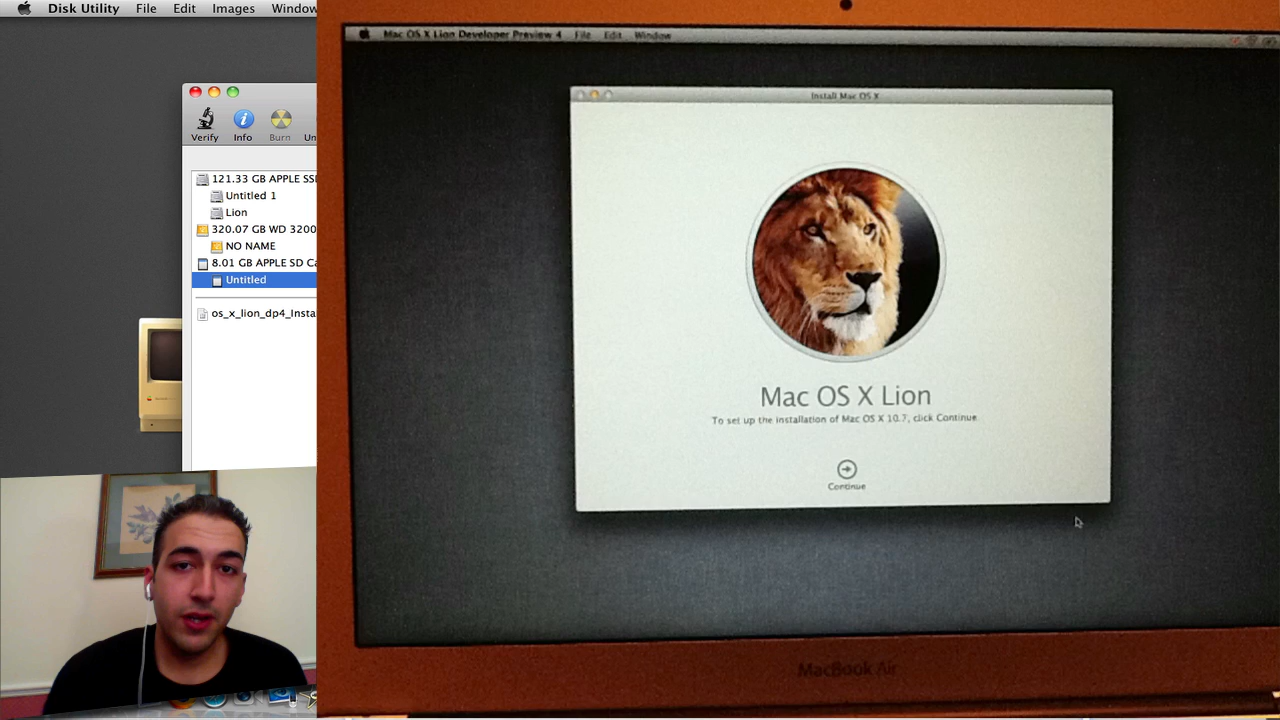 Disk Utility File Edit Images Window
Verify Info Burn Un
121.33 GB APPLE SS
Untitled 1
Lion
320.07 GB WD 3200
NO NAME
8.01 GB APPLE SD Ca
Untitled
os_x_lion_dp4_Insta
Mac OS X Lion Developer Preview 4 File Edit Window
Install Mac OS X
Mac OS X Lion
To set up the installation of Mac OS X 10.7, click Continue.
Continue
MacBook Air